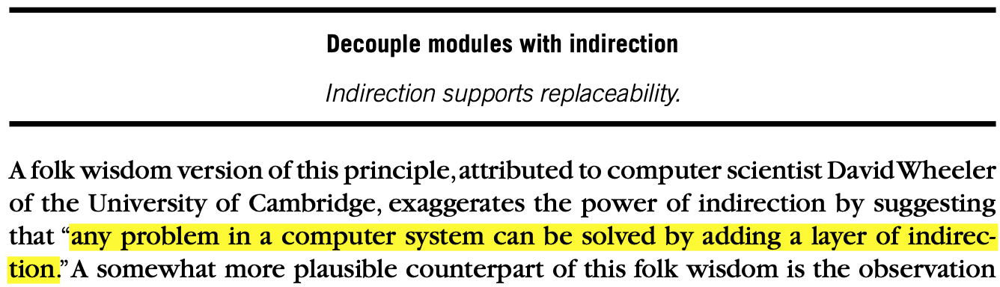 Decouple modules with indirection
Indirection supports replaceability.
A folk wisdom version of this principle, attributed to computer scientist David Wheeler
of the University of Cambridge, exaggerates the power of indirection by suggesting
that “any problem in a computer system can be solved by adding a layer of indirec-
tion.” A somewhat more plausible counterpart of this folk wisdom is the observation